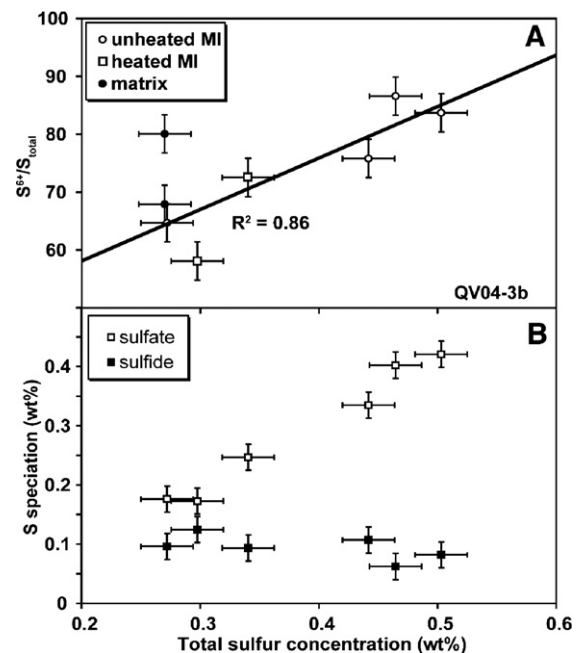 unheated MI
heated MI
matrix
A
100
90
80
70
60
S⁶⁺/S total
R² = 0.86
QV04-3b
sulfate
sulfide
B
0.4
0.3
0.2
0.1
0
S speciation (wt%)
0.2 0.3 0.4 0.5 0.6
Total sulfur concentration (wt%)